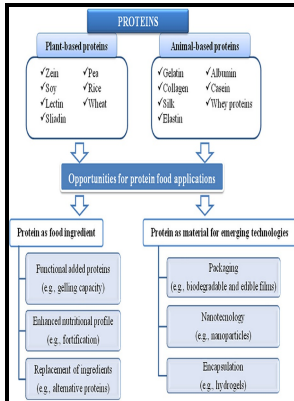 PROTEINS
Plant-based proteins
Animal-based proteins
✓Zein ✓Pea
✓Soy ✓Rice
✓Lectin ✓Wheat
✓Sliadin
✓Gelatin ✓Albumin
✓Collagen ✓Casein
✓Silk ✓Whey proteins
✓Elastin
Opportunities for protein food applications
Protein as food ingredient
Protein as material for emerging technologies
Functional added proteins
(e.g., gelling capacity)
Enhanced nutritional profile
(e.g., fortification)
Replacement of ingredients
(e.g., alternative proteins)
Packaging
(e.g., biodegradable and edible films)
Nanotecnology
(e.g., nanoparticles)
Encapsulation
(e.g., hydrogels)